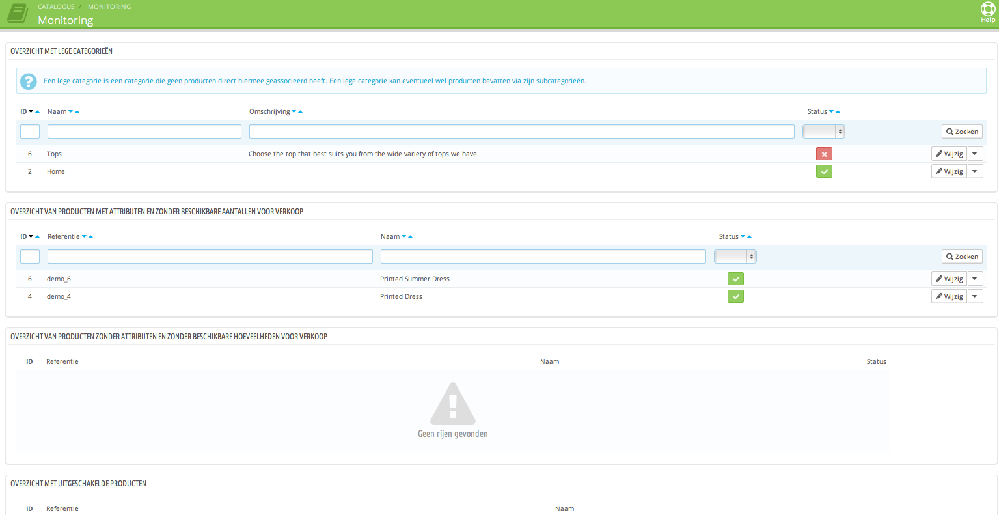 CATALOGUS / MONITORING
Monitoring
Help
OVERZICHT MET LEGE CATEGORIEËN
Een lege categorie is een categorie die geen producten direct hiermee geassocieerd heeft. Een lege categorie kan eventueel wel producten bevatten via zijn subcategorieën.
ID Naam Omschrijving Status
- Zoeken
6 Tops Choose the top that best suits you from the wide variety of tops we have. Wijzig
2 Home Wijzig
OVERZICHT VAN PRODUCTEN MET ATTRIBUTEN EN ZONDER BESCHIKBARE AANTALLEN VOOR VERKOOP
ID Referentie Naam Status
- Zoeken
6 demo_6 Printed Summer Dress Wijzig
4 demo_4 Printed Dress Wijzig
OVERZICHT VAN PRODUCTEN ZONDER ATTRIBUTEN EN ZONDER BESCHIKBARE HOEVEELHEDEN VOOR VERKOOP
ID Referentie Naam Status
Geen rijen gevonden
OVERZICHT MET UITGESCHAKELDE PRODUCTEN
ID Referentie Naam